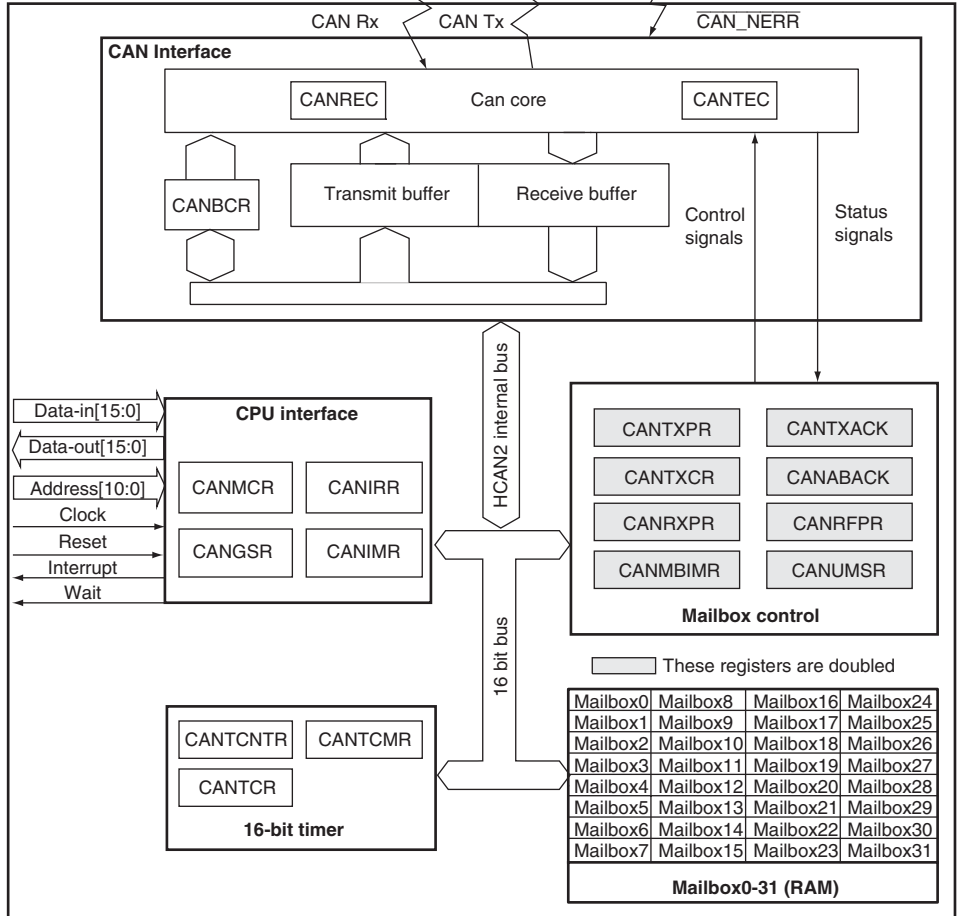 CAN Rx
CAN Tx
CAN_NERR
CAN Interface
CANREC
Can core
CANTEC
CANBCR
Transmit buffer
Receive buffer
Control
signals
Status
signals
HCAN2 internal bus
Data-in[15:0]
Data-out[15:0]
Address[10:0]
Clock
Reset
Interrupt
Wait
CPU interface
CANMCR
CANIRR
CANGSR
CANIMR
CANTXPR
CANTXACK
CANTXCR
CANABACK
CANRXPR
CANRFPR
CANMBIMR
CANUMSR
Mailbox control
16 bit bus
These registers are doubled
CANTCNTR
CANTCMR
CANTCR
16-bit timer
Mailbox0 Mailbox8 Mailbox16 Mailbox24
Mailbox1 Mailbox9 Mailbox17 Mailbox25
Mailbox2 Mailbox10 Mailbox18 Mailbox26
Mailbox3 Mailbox11 Mailbox19 Mailbox27
Mailbox4 Mailbox12 Mailbox20 Mailbox28
Mailbox5 Mailbox13 Mailbox21 Mailbox29
Mailbox6 Mailbox14 Mailbox22 Mailbox30
Mailbox7 Mailbox15 Mailbox23 Mailbox31
Mailbox0-31 (RAM)